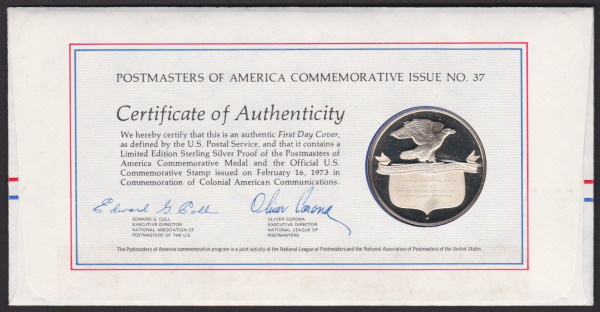 POSTMASTERS OF AMERICA COMMEMORATIVE ISSUE NO. 37
Certificate of Authenticity
We hereby certify that this is an authentic First Day Cover,
as defined by the U.S. Postal Service, and that it contains a
Limited Edition Sterling Silver Proof of the Postmasters of
America Commemorative Medal and the Official U.S.
Commemorative Stamp issued on February 16, 1973 in
Commemoration of Colonial American Communications.
Edward G. Coll
EDWARD G. COLL
EXECUTIVE DIRECTOR
NATIONAL ASSOCIATION OF
POSTMASTERS OF THE U.S.
Oliver Corona
OLIVER CORONA
EXECUTIVE DIRECTOR
NATIONAL LEAGUE OF
POSTMASTERS
The Postmasters of America commemorative program is a joint activity of the National League of Postmasters and the National Association of Postmasters of the United States.